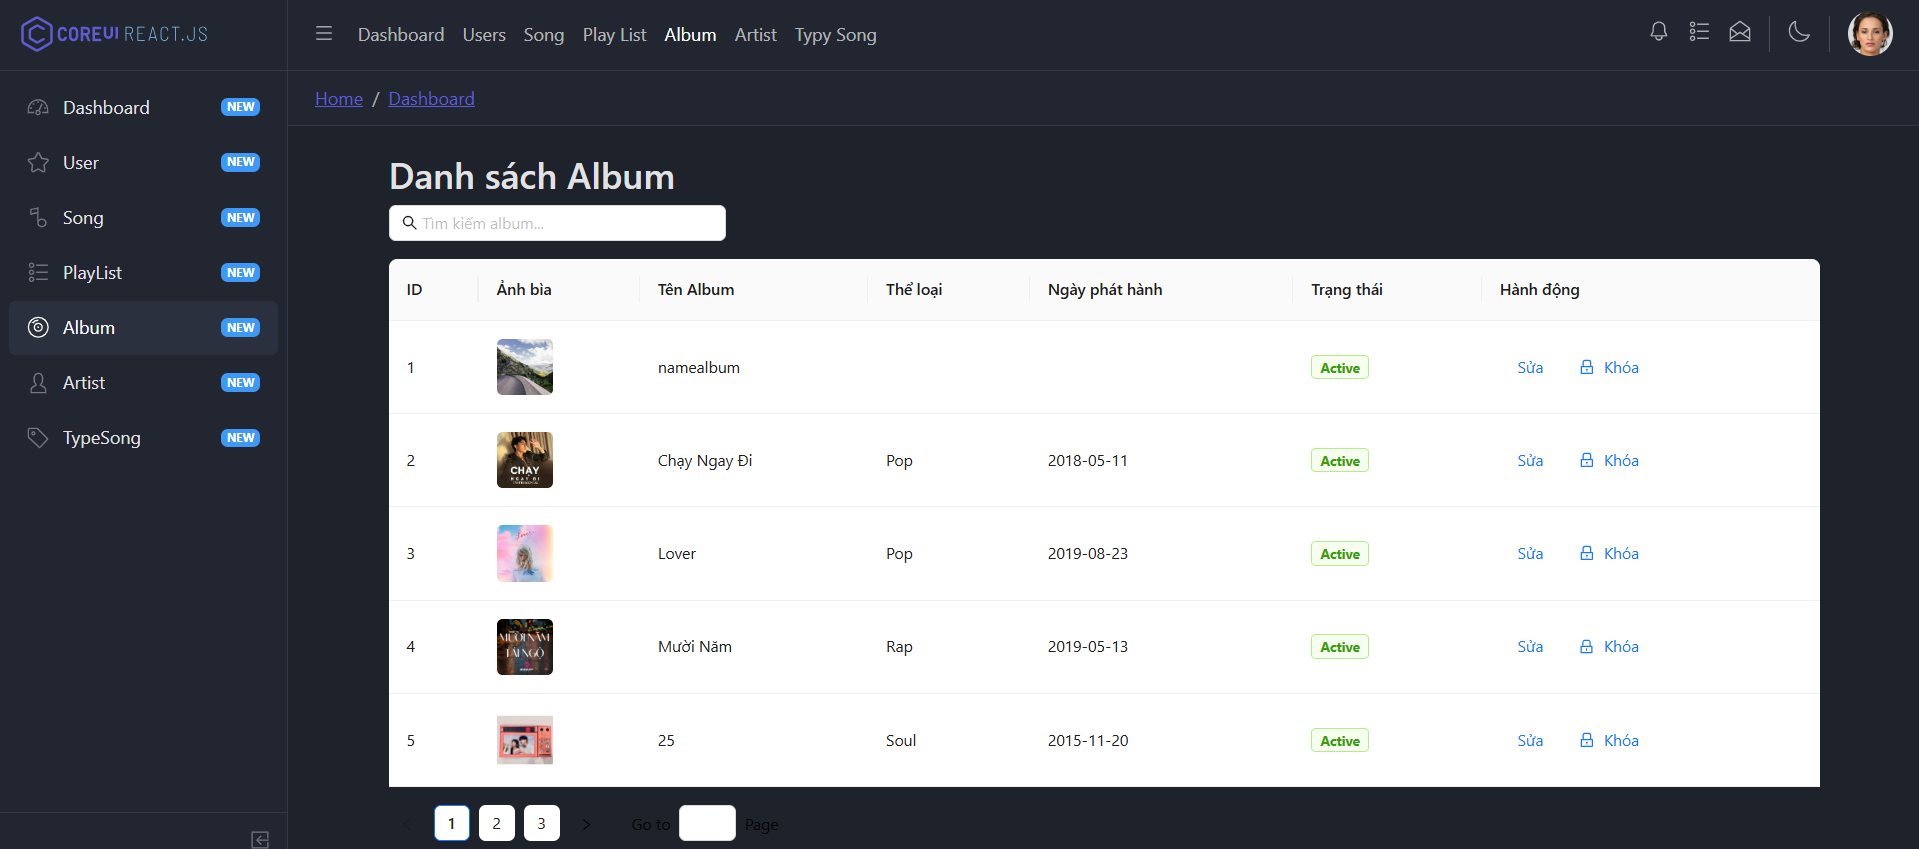 COREUI REACT.JS
Dashboard Users Song Play List Album Artist Typy Song
Home / Dashboard
Dashboard NEW
User NEW
Song NEW
PlayList NEW
Album NEW
Artist NEW
TypeSong NEW
Danh sách Album
Tìm kiếm album...
ID Ảnh bìa Tên Album Thể loại Ngày phát hành Trạng thái Hành động
1 namealbum Active Sửa Khóa
2 CHẠY NGAY ĐI Chạy Ngay Đi Pop 2018-05-11 Active Sửa Khóa
3 Lover Lover Pop 2019-08-23 Active Sửa Khóa
4 MƯỜI NĂM TÁI NGỘ Mười Năm Rap 2019-05-13 Active Sửa Khóa
5 25 Soul 2015-11-20 Active Sửa Khóa
< 1 2 3 > Go to Page